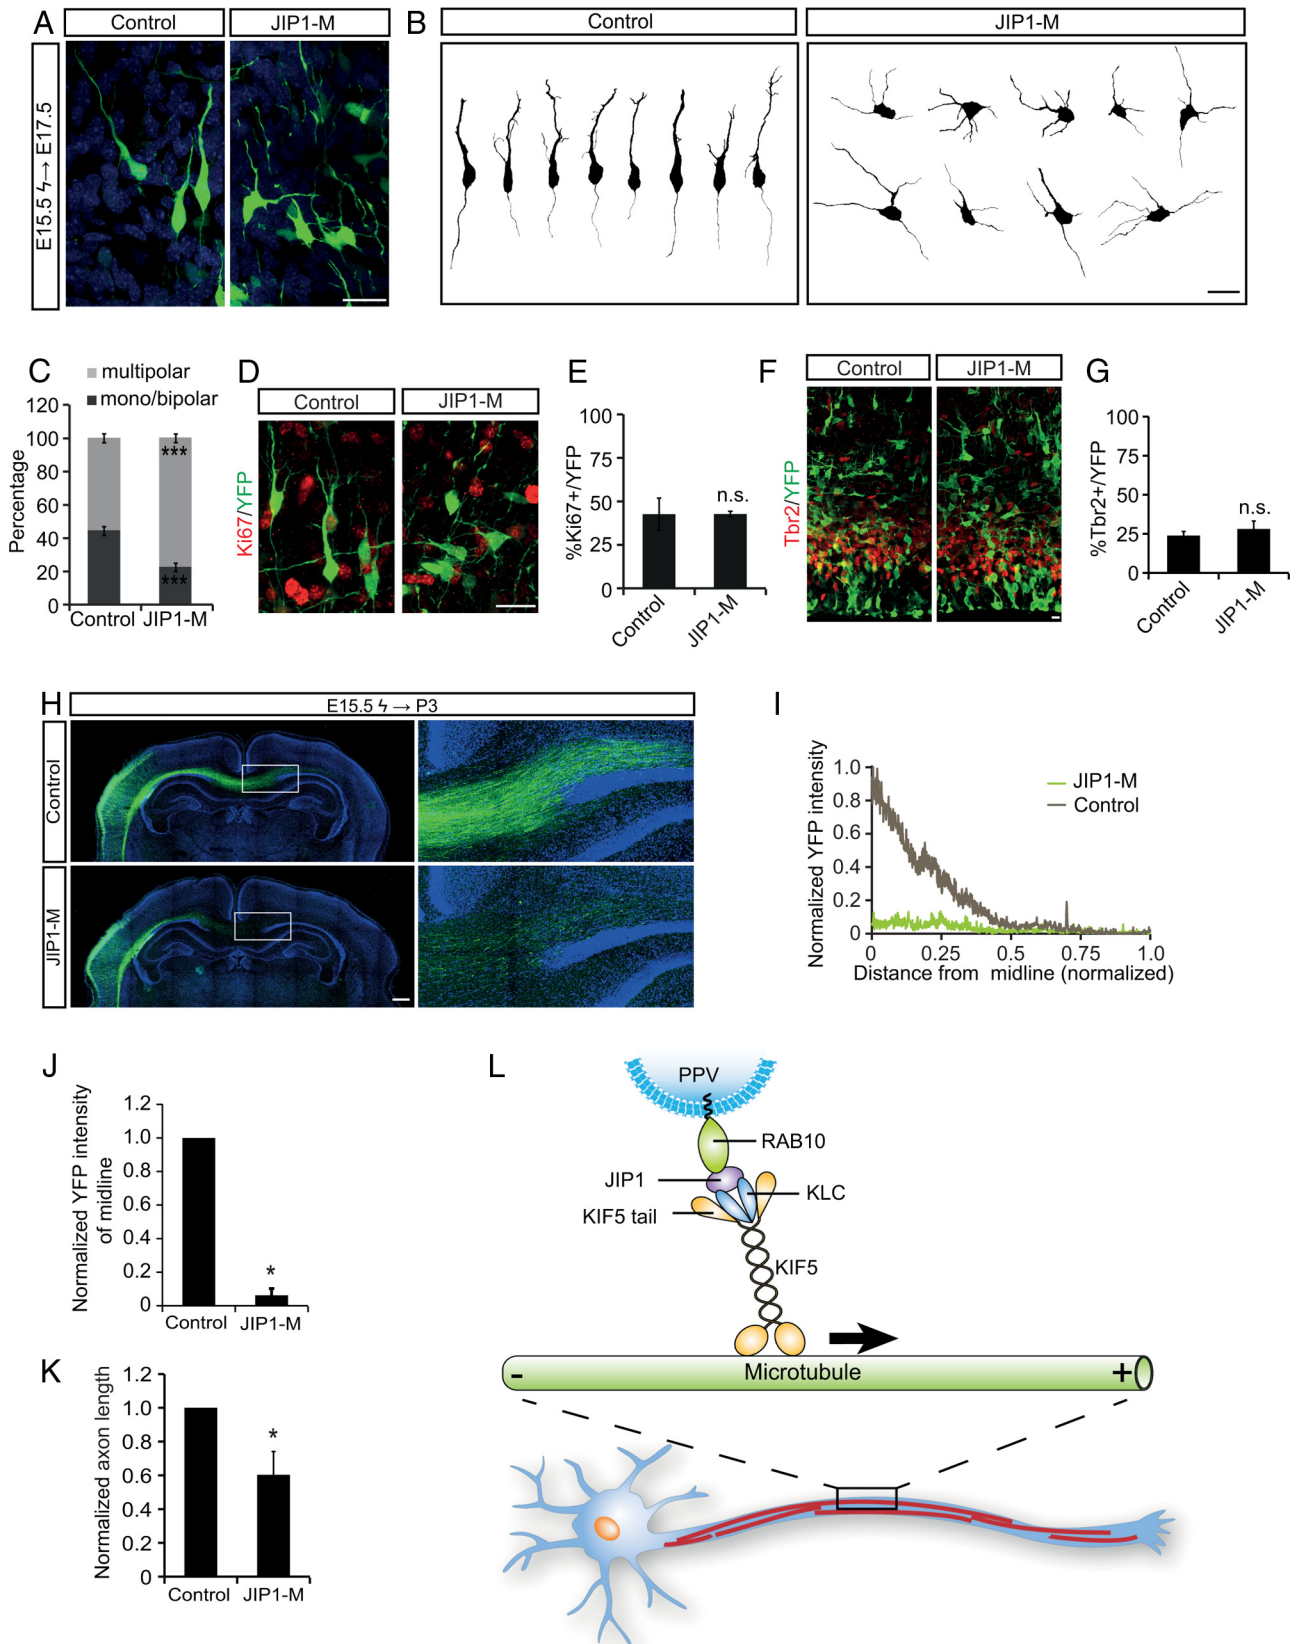 A
Control
JIP1-M
E15.5 ϟ → E17.5
B
Control
JIP1-M
C
multipolar
mono/bipolar
Percentage
120
100
80
60
40
20
0
Control JIP1-M
***
***
D
Control
JIP1-M
Ki67/YFP
E
%Ki67+/YFP
100
75
50
25
0
n.s.
Control
JIP1-M
F
Control
JIP1-M
Tbr2/YFP
G
%Tbr2+/YFP
100
75
50
25
0
n.s.
Control
JIP1-M
H
E15.5 ϟ → P3
Control
JIP1-M
I
Normalized YFP intensity
1.0
0.8
0.6
0.4
0.2
0
JIP1-M
Control
0 0.25 0.5 0.75 1.0
Distance from midline (normalized)
J
Normalized YFP intensity
of midline
1.2
1.0
0.8
0.6
0.4
0.2
0
*
Control JIP1-M
K
Normalized axon length
1.2
1.0
0.8
0.6
0.4
0.2
0
*
Control JIP1-M
L
PPV
RAB10
JIP1
KLC
KIF5 tail
KIF5
- Microtubule +